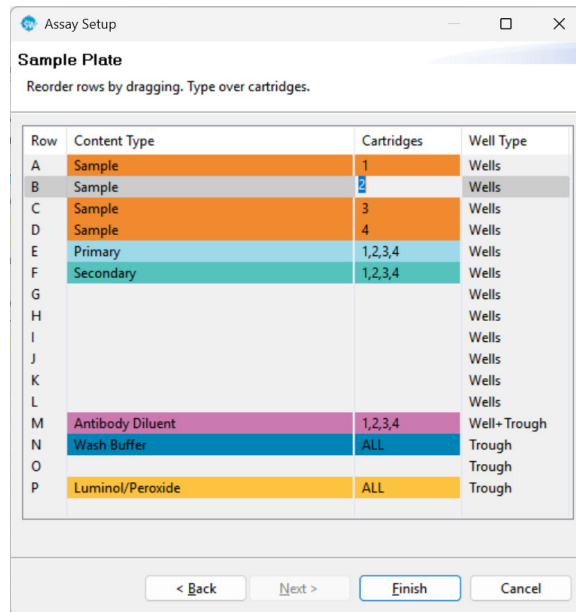 Assay Setup
Sample Plate
Reorder rows by dragging. Type over cartridges.
Row Content Type Cartridges Well Type
A Sample 1 Wells
B Sample 2 Wells
C Sample 3 Wells
D Sample 4 Wells
E Primary 1,2,3,4 Wells
F Secondary 1,2,3,4 Wells
G Wells
H Wells
I Wells
J Wells
K Wells
L Wells
M Antibody Diluent 1,2,3,4 Well+Trough
N Wash Buffer ALL Trough
O Trough
P Luminol/Peroxide ALL Trough
< Back Next > Finish Cancel